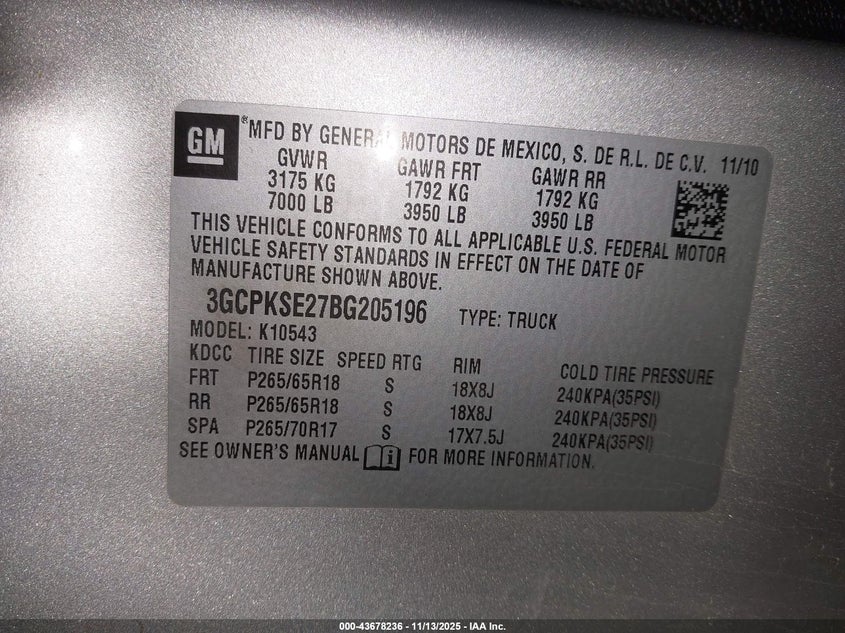 GM ® MFD BY GENERAL MOTORS DE MEXICO, S. DE R.L. DE C.V. 11/10
GVWR GAWR FRT GAWR RR
3175 KG 1792 KG 1792 KG
7000 LB 3950 LB 3950 LB
THIS VEHICLE CONFORMS TO ALL APPLICABLE U.S. FEDERAL MOTOR
VEHICLE SAFETY STANDARDS IN EFFECT ON THE DATE OF
MANUFACTURE SHOWN ABOVE.
3GCPKSE27BG205196 TYPE: TRUCK
MODEL: K10543
KDCC TIRE SIZE SPEED RTG RIM COLD TIRE PRESSURE
FRT P265/65R18 S 18X8J 240KPA(35PSI)
RR P265/65R18 S 18X8J 240KPA(35PSI)
SPA P265/70R17 S 17X7.5J 240KPA(35PSI)
SEE OWNER'S MANUAL FOR MORE INFORMATION.
000-43678236 - 11/13/2025 - IAA Inc.